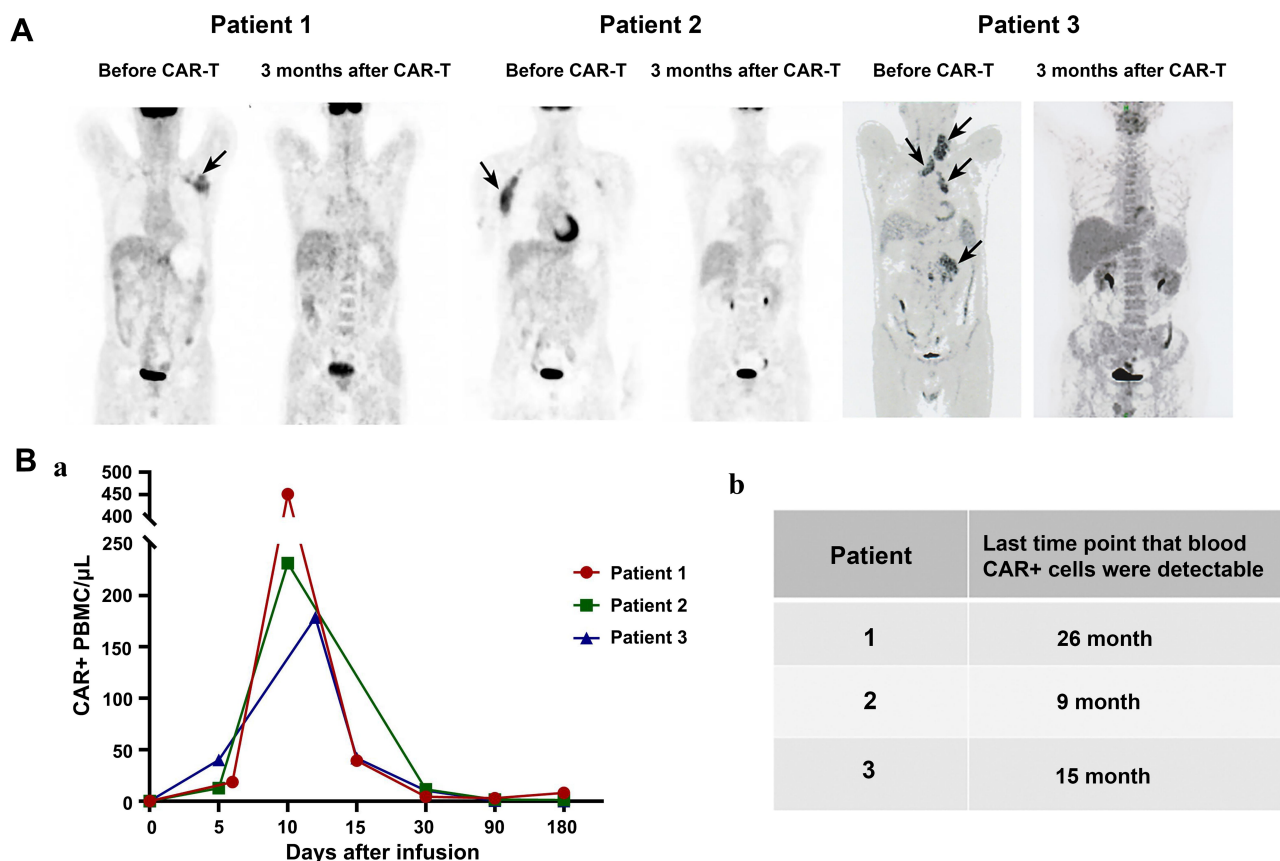 A
Patient 1
Patient 2
Patient 3
Before CAR-T
3 months after CAR-T
Before CAR-T
3 months after CAR-T
Before CAR-T
3 months after CAR-T
B
a
500
450
400
250
200
150
100
50
0
CAR+ PBMC/μL
0
5
10
15
30
90
180
Days after infusion
Patient 1
Patient 2
Patient 3
b
Patient
Last time point that blood
CAR+ cells were detectable
1
26 month
2
9 month
3
15 month